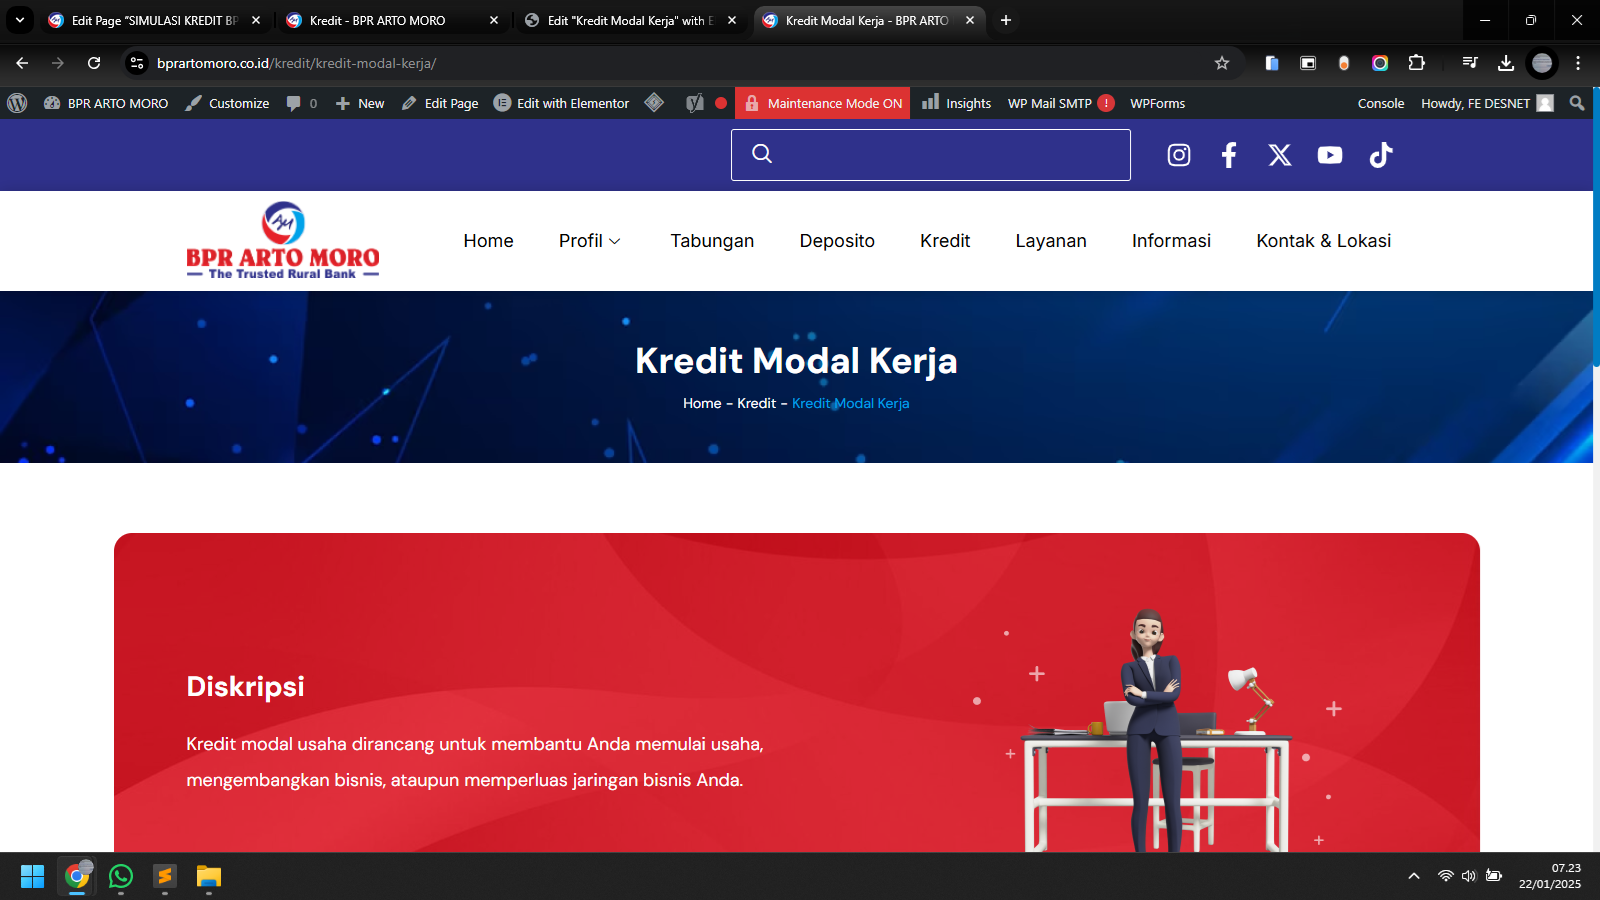 Edit Page "SIMULASI KREDIT BP
Kredit - BPR ARTO MORO
Edit "Kredit Modal Kerja" with E
Kredit Modal Kerja - BPR ARTO
bprartomoro.co.id/kredit/kredit-modal-kerja/
BPR ARTO MORO
Customize
0
New
Edit Page
Edit with Elementor
Maintenance Mode ON
Insights
WP Mail SMTP !
WPForms
Console
Howdy, FE DESNET
AM
BPR ARTO MORO
The Trusted Rural Bank
Home
Profil
Tabungan
Deposito
Kredit
Layanan
Informasi
Kontak & Lokasi
Kredit Modal Kerja
Home - Kredit - Kredit Modal Kerja
Diskripsi
Kredit modal usaha dirancang untuk membantu Anda memulai usaha,
mengembangkan bisnis, ataupun memperluas jaringan bisnis Anda.
07.23
22/01/2025